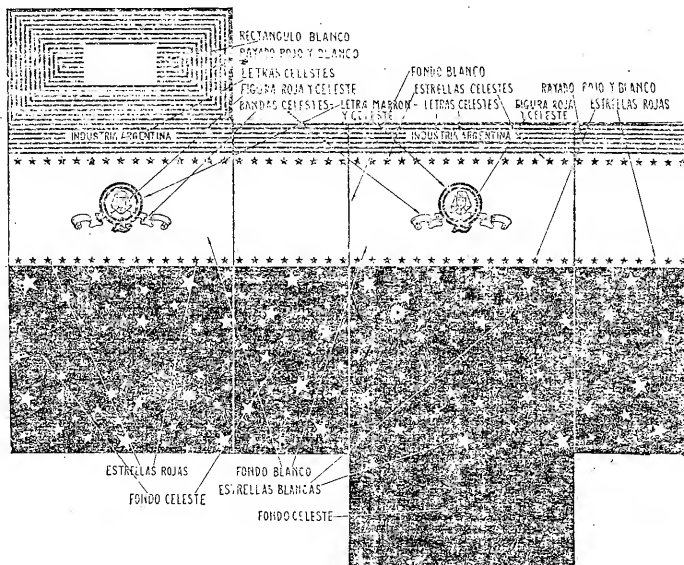 RECTANGULO BLANCO
RAYADO ROJO Y BLANCO
LETRAS CELESTES
FIGURA ROJA Y CELESTE
BANDAS CELESTES - LETRA MARRON - LETRAS CELESTES
Y CELESTE
FONDO BLANCO
ESTRELLAS CELESTES
RAYADO ROJO Y BLANCO
FIGURA ROJA ESTRELLAS ROJAS
Y CELESTE
INDUSTRIA ARGENTINA
INDUSTRIA ARGENTINA
ESTRELLAS ROJAS
FONDO BLANCO
FONDO CELESTE
ESTRELLAS BLANCAS
FONDO CELESTE